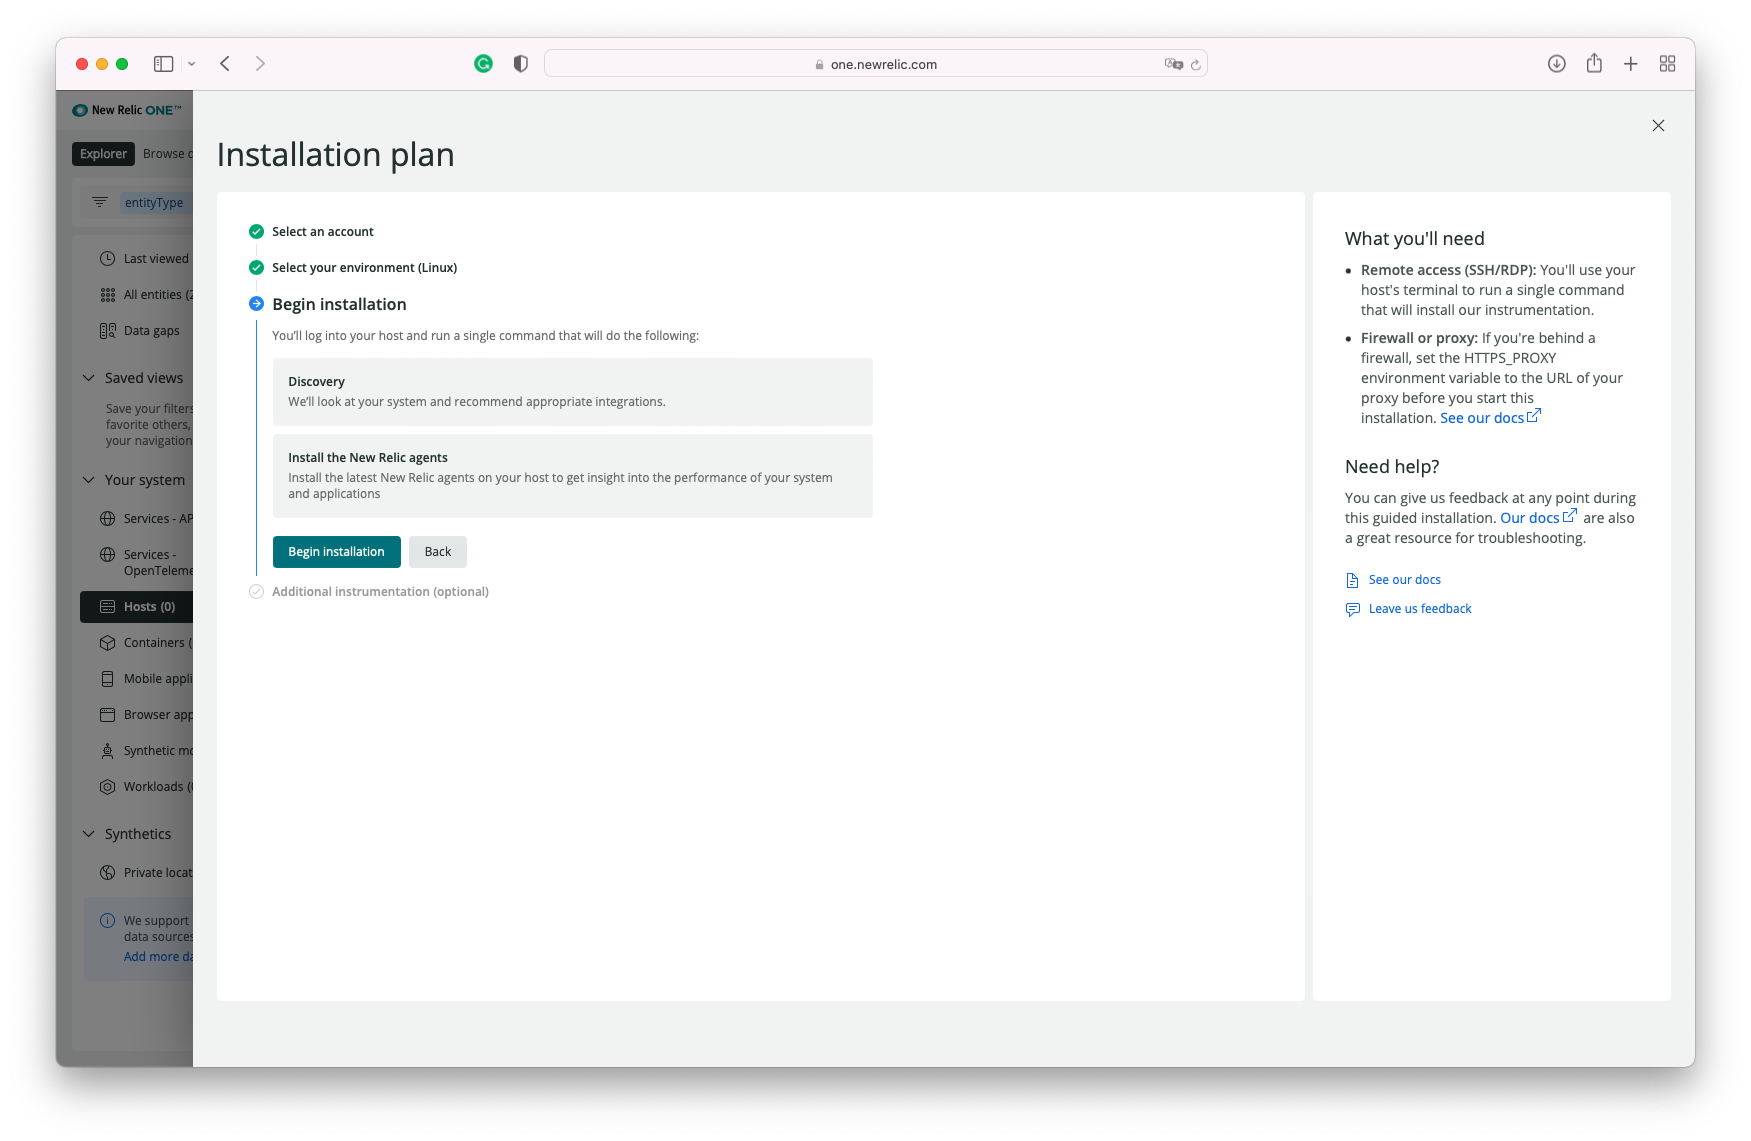 one.newrelic.com
New Relic ONE™
Explorer
Browse
entityType
Last viewed
All entities
Data gaps
Saved views
Save your filters
favorite others,
your navigation
Your system
Services - AP
Services -
OpenTeleme
Hosts (0)
Containers
Mobile appli
Browser app
Synthetic mo
Workloads
Synthetics
Private locat
We support
data sources
Add more da
Installation plan
Select an account
Select your environment (Linux)
Begin installation
You'll log into your host and run a single command that will do the following:
Discovery
We'll look at your system and recommend appropriate integrations.
Install the New Relic agents
Install the latest New Relic agents on your host to get insight into the performance of your system
and applications
Begin installation
Back
Additional instrumentation (optional)
What you'll need
• Remote access (SSH/RDP): You'll use your
host's terminal to run a single command
that will install our instrumentation.
• Firewall or proxy: If you're behind a
firewall, set the HTTPS_PROXY
environment variable to the URL of your
proxy before you start this
installation. See our docs
Need help?
You can give us feedback at any point during
this guided installation. Our docs are also
a great resource for troubleshooting.
See our docs
Leave us feedback